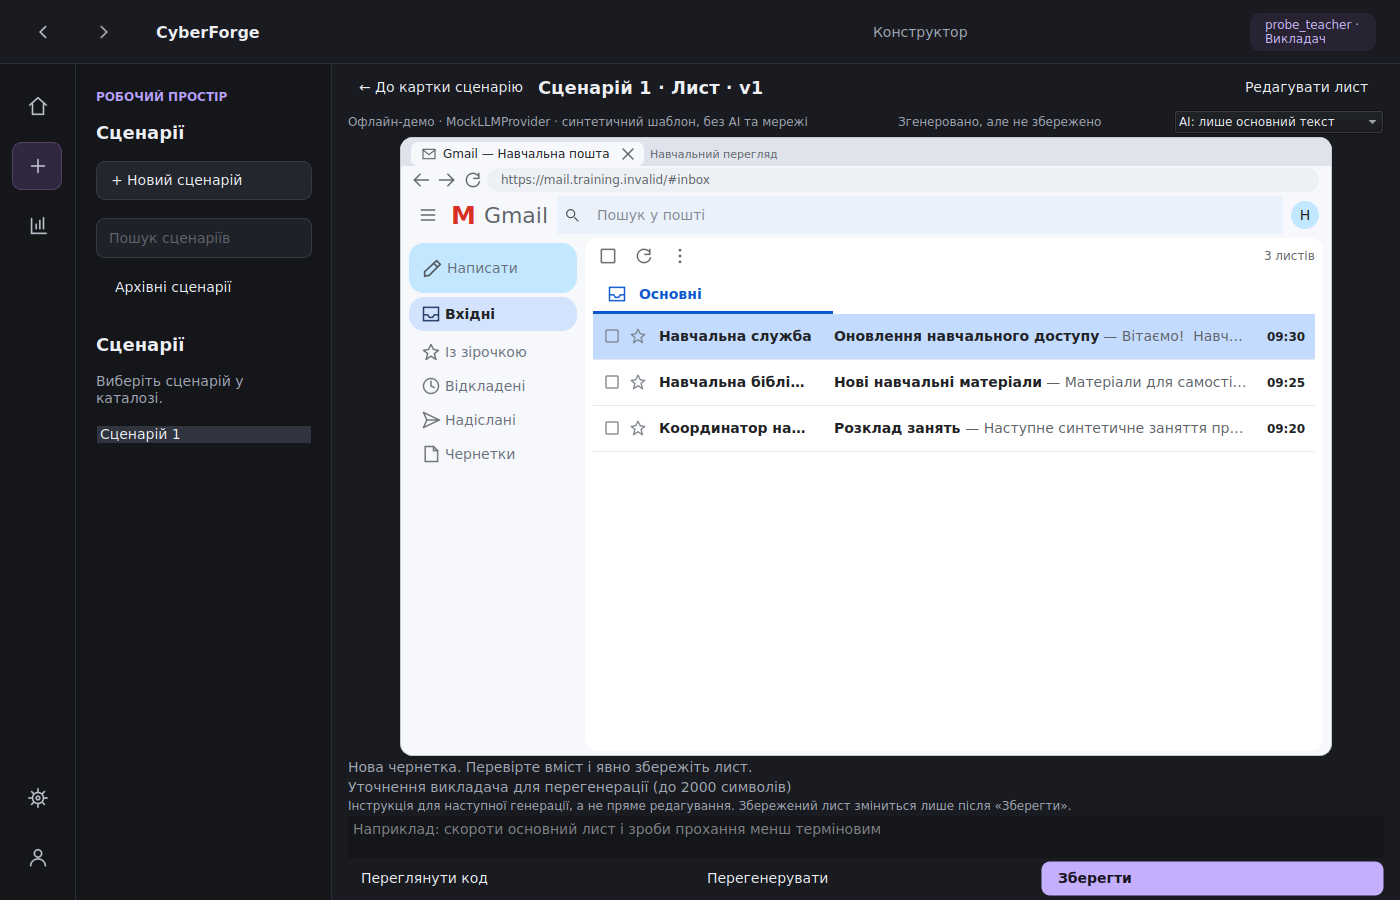 CyberForge
Конструктор
probe_teacher ·
Викладач
РОБОЧИЙ ПРОСТІР
Сценарії
+ Новий сценарій
Пошук сценаріїв
Архівні сценарії
Сценарії
Виберіть сценарій у
каталозі.
Сценарій 1
← До картки сценарію
Сценарій 1 · Лист · v1
Редагувати лист
Офлайн-демо · MockLLMProvider · синтетичний шаблон, без AI та мережі
Згенеровано, але не збережено
AI: лише основний текст
Gmail — Навчальна пошта
Навчальний перегляд
https://mail.training.invalid/#inbox
M Gmail
Пошук у пошті
Н
Написати
Вхідні
Із зірочкою
Відкладені
Надіслані
Чернетки
3 листів
Основні
Навчальна служба Оновлення навчального доступу — Вітаємо! Навч… 09:30
Навчальна біблі… Нові навчальні матеріали — Матеріали для самості… 09:25
Координатор на… Розклад занять — Наступне синтетичне заняття пр… 09:20
Нова чернетка. Перевірте вміст і явно збережіть лист.
Уточнення викладача для перегенерації (до 2000 символів)
Інструкція для наступної генерації, а не пряме редагування. Збережений лист зміниться лише після «Зберегти».
Наприклад: скороти основний лист і зроби прохання менш терміновим
Переглянути код
Перегенерувати
Зберегти